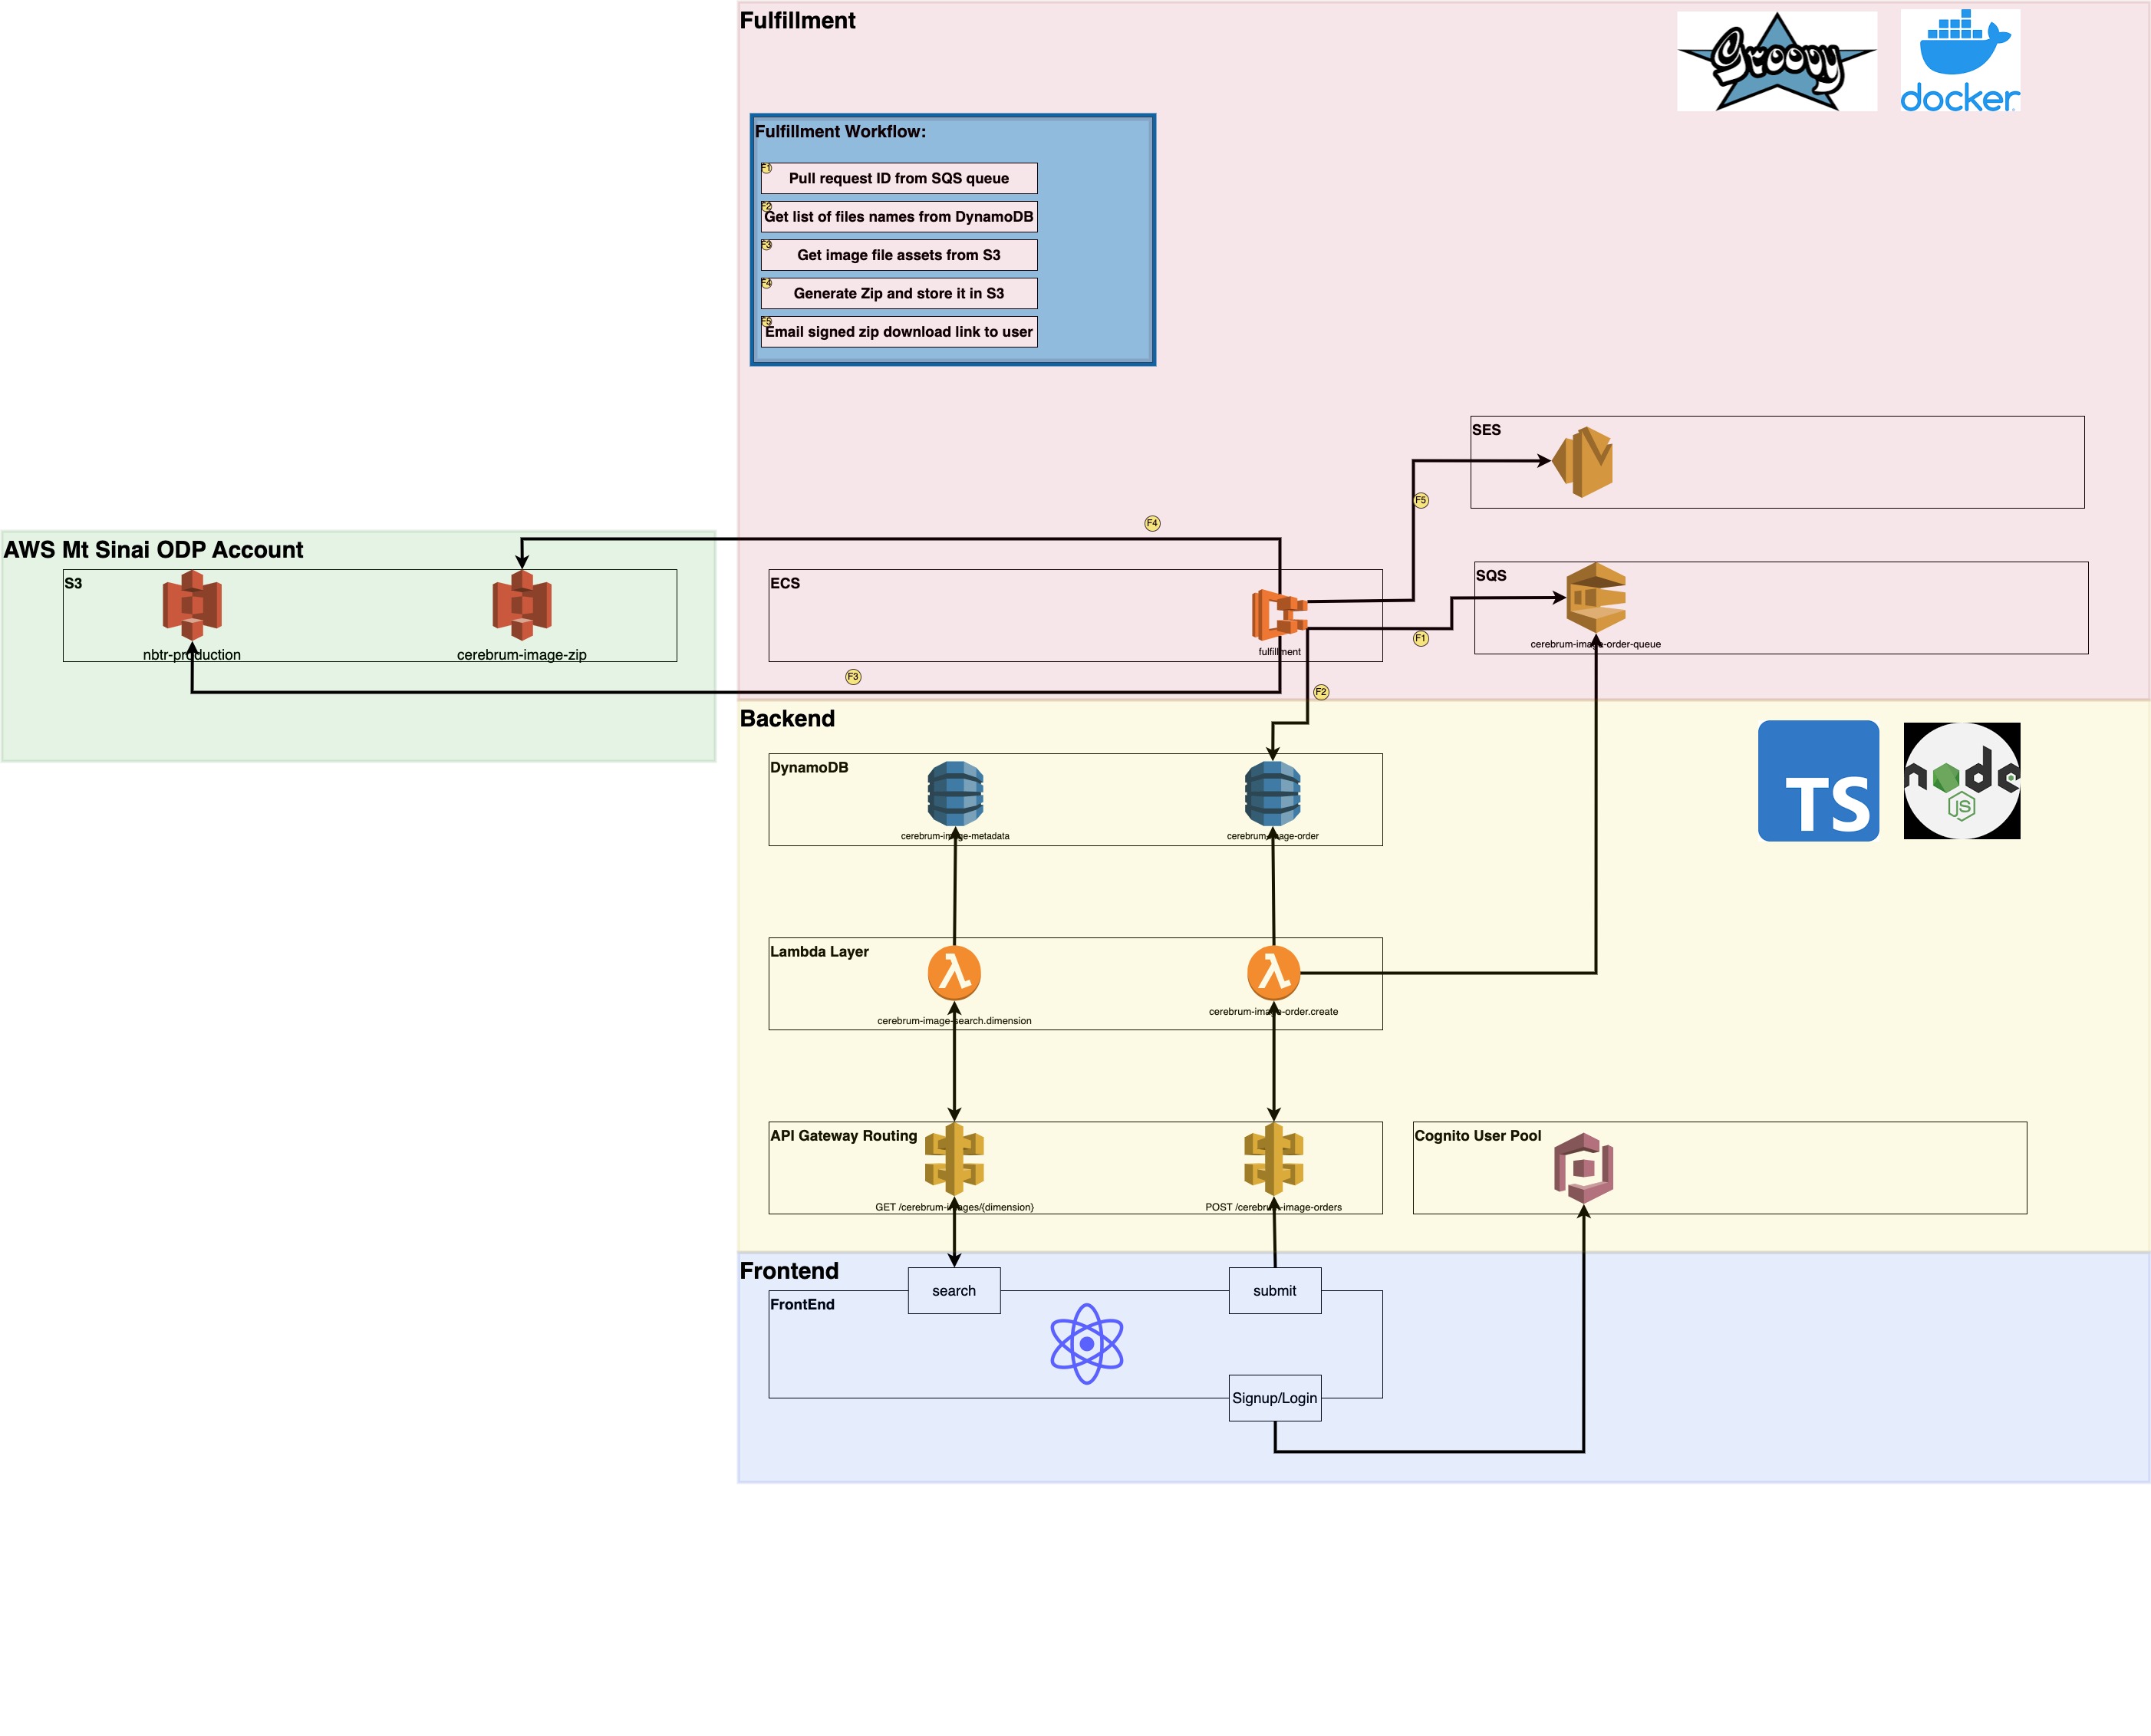 Fulfillment
Groovy
docker
Fulfillment Workflow:
F1
Pull request ID from SQS queue
F2
Get list of files names from DynamoDB
F3
Get image file assets from S3
F4
Generate Zip and store it in S3
F5
Email signed zip download link to user
SES
F5
F4
AWS Mt Sinai ODP Account
S3
nbtr-production
cerebrum-image-zip
ECS
fulfillment
SQS
cerebrum-image-order-queue
F1
F3
F2
Backend
DynamoDB
cerebrum-image-metadata
cerebrum-image-order
TS
node
JS
Lambda Layer
cerebrum-image-search.dimension
cerebrum-image-order.create
API Gateway Routing
GET /cerebrum-images/{dimension}
POST /cerebrum-image-orders
Cognito User Pool
Frontend
search
submit
FrontEnd
Signup/Login